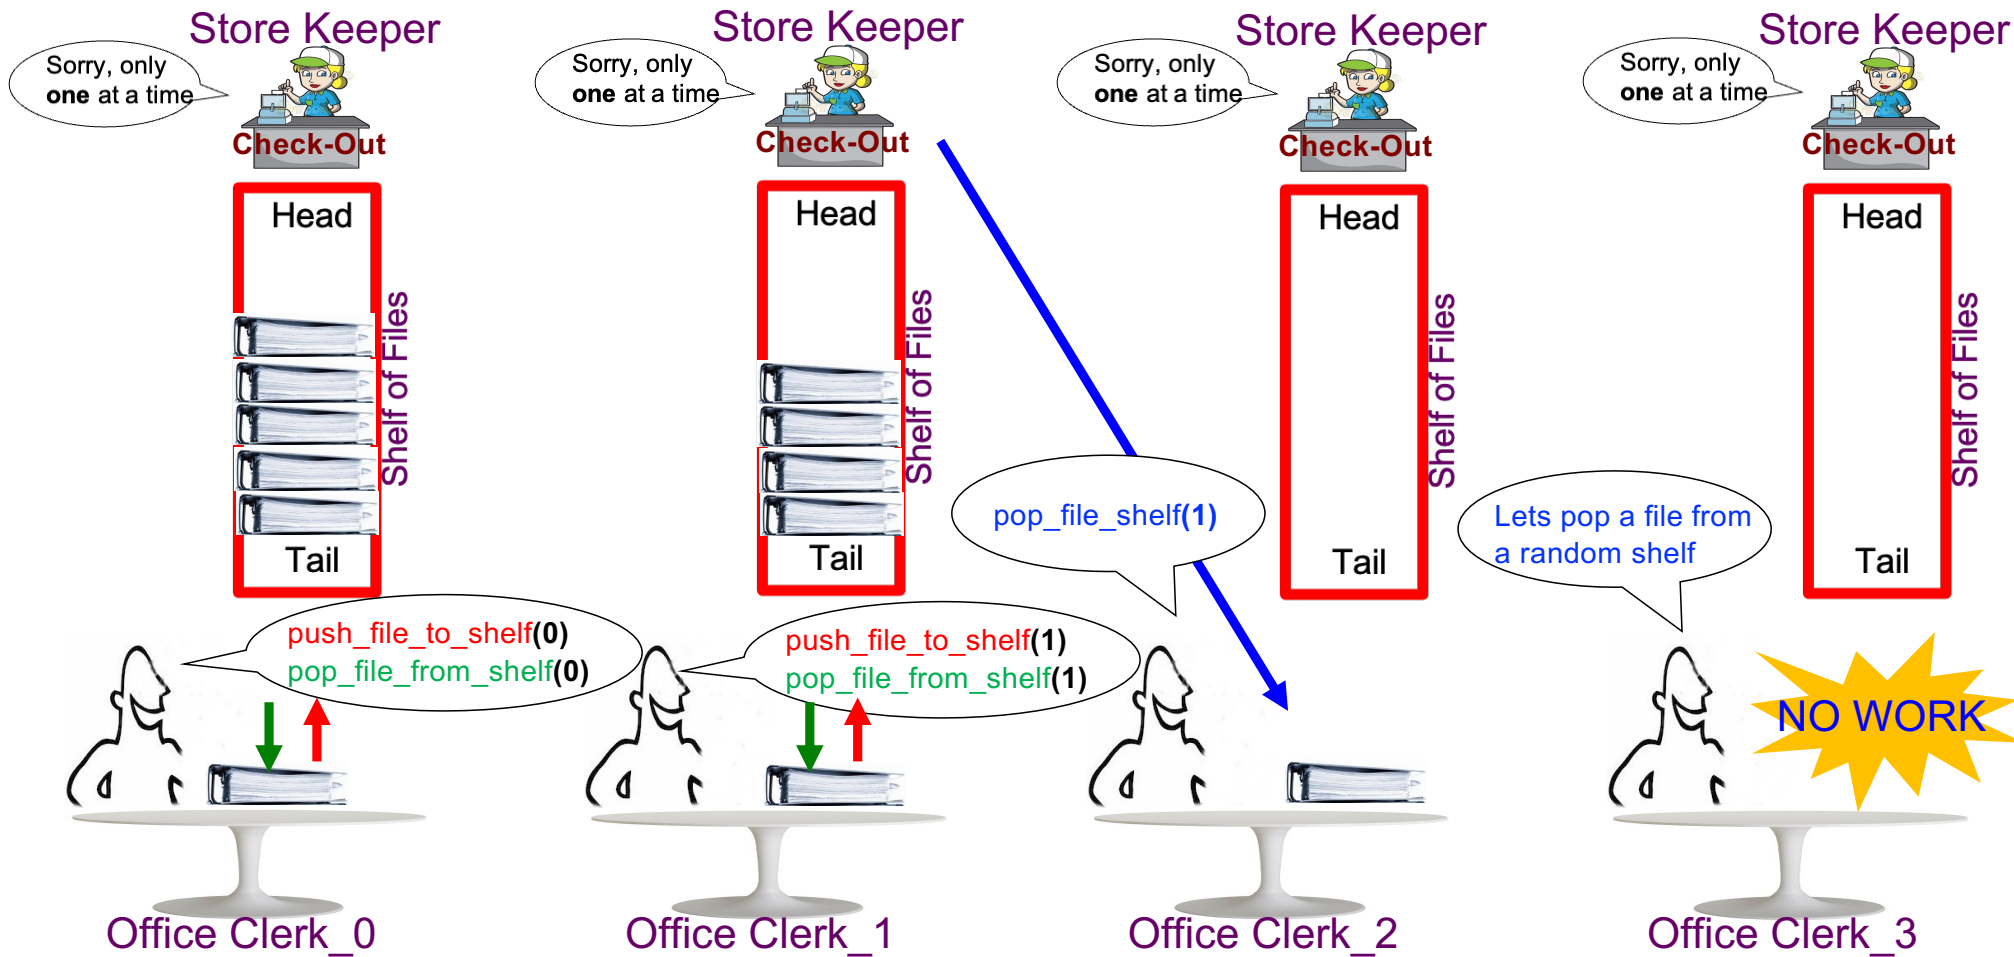 Store Keeper
Sorry, only
one at a time
Check-Out
Head
Shelf of Files
Tail
push_file_to_shelf(0)
pop_file_from_shelf(0)
Office Clerk_0
Store Keeper
Sorry, only
one at a time
Check-Out
Head
Shelf of Files
Tail
push_file_to_shelf(1)
pop_file_from_shelf(1)
Office Clerk_1
Store Keeper
Sorry, only
one at a time
Check-Out
Head
Shelf of Files
Tail
pop_file_shelf(1)
Office Clerk_2
Store Keeper
Sorry, only
one at a time
Check-Out
Head
Shelf of Files
Tail
Lets pop a file from
a random shelf
NO WORK
Office Clerk_3